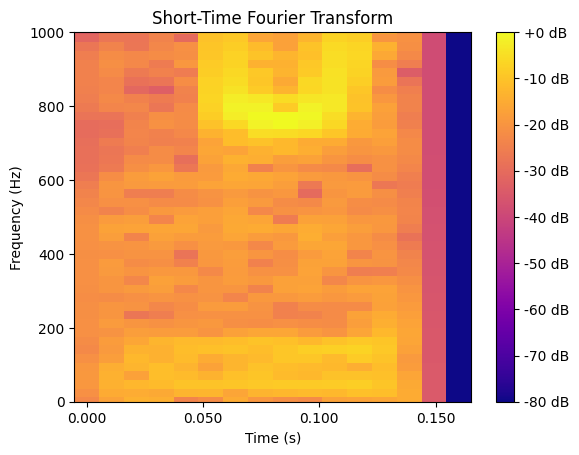 Short-Time Fourier Transform
Frequency (Hz)
1000
800
600
400
200
0
0.000
0.050
0.100
0.150
Time (s)
+0 dB
-10 dB
-20 dB
-30 dB
-40 dB
-50 dB
-60 dB
-70 dB
-80 dB